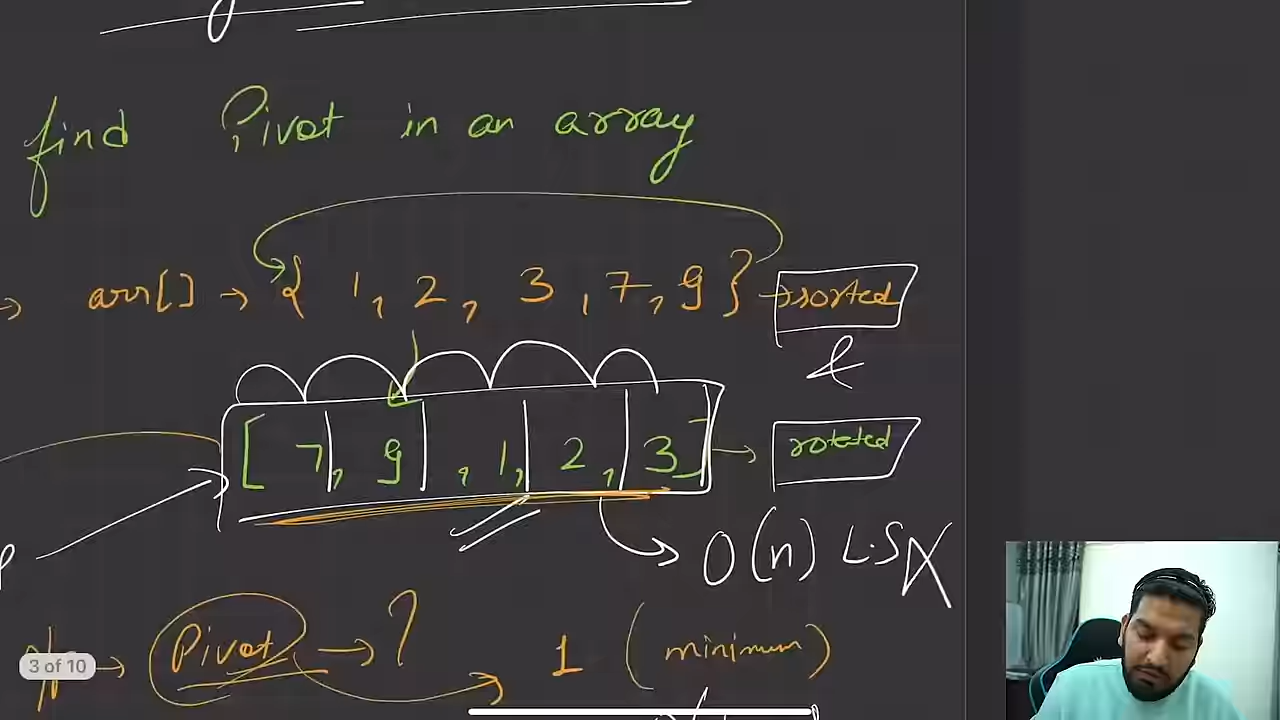 find Pivot in an array
arr[] → { 1, 2, 3, 7, 9 } → sorted
&
[ 7, 9, 1, 2, 3 ] → rotated
O(n) L.S X
→ Pivot → ? 1 (minimum)
3 of 10